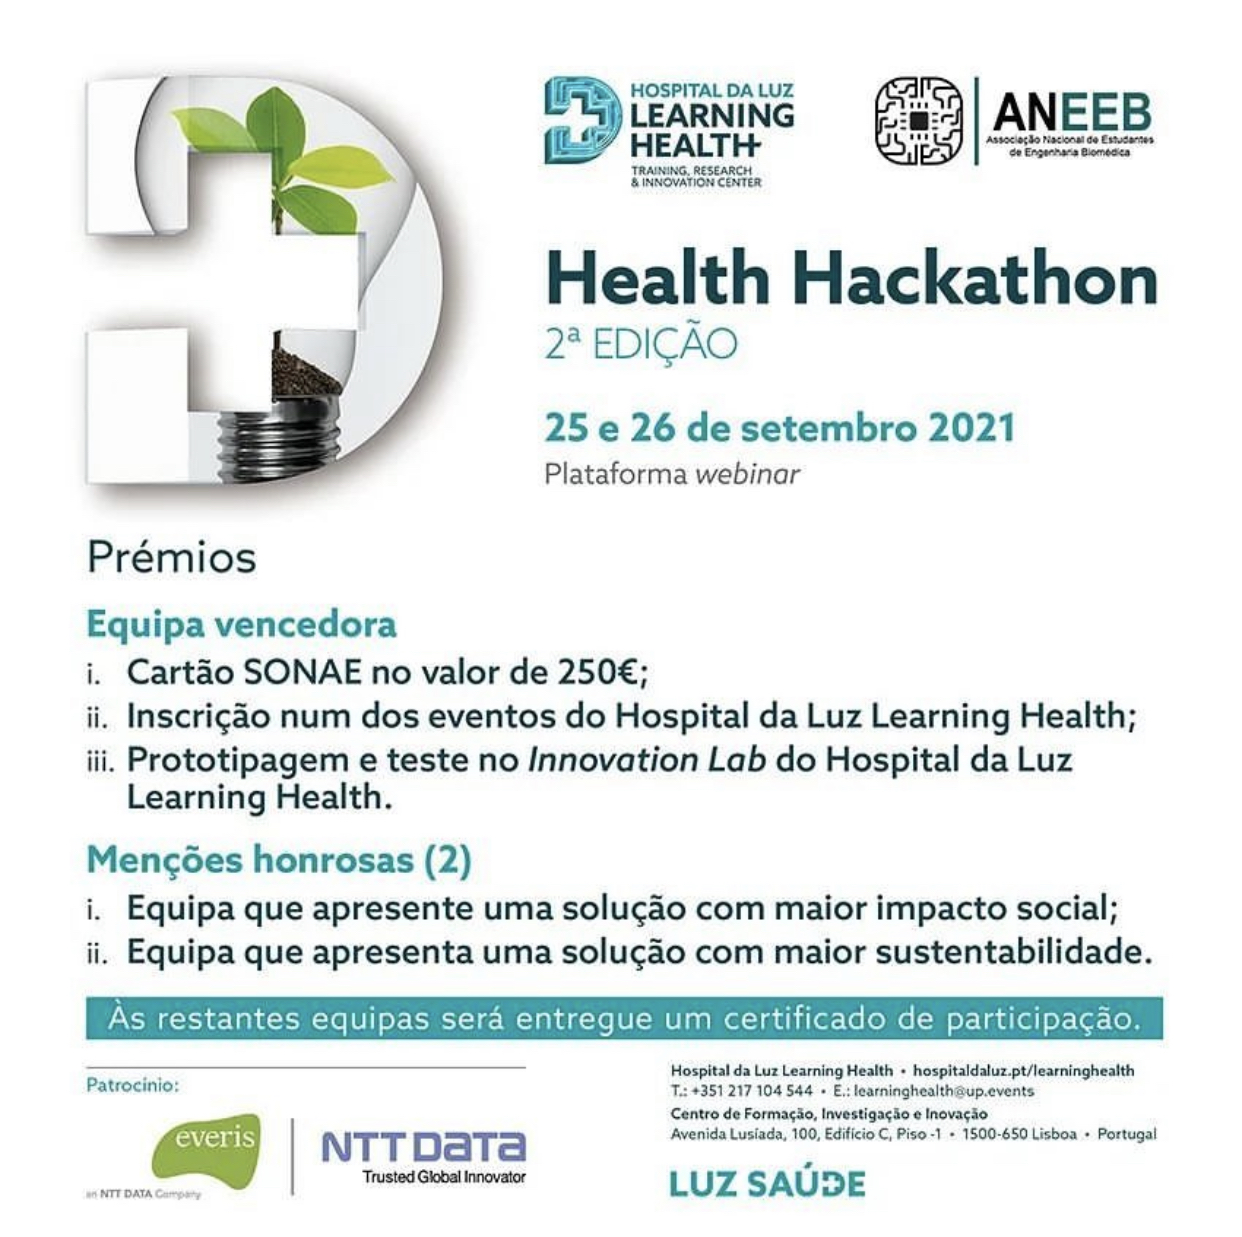 HOSPITAL DA LUZ
LEARNING
HEALTH
TRAINING, RESEARCH
& INNOVATION CENTER
ANEEB
Associação Nacional de Estudantes
de Engenharia Biomédica
Health Hackathon
2ª EDIÇÃO
25 e 26 de setembro 2021
Plataforma webinar
Prémios
Equipa vencedora
i. Cartão SONAE no valor de 250€;
ii. Inscrição num dos eventos do Hospital da Luz Learning Health;
iii. Prototipagem e teste no Innovation Lab do Hospital da Luz
Learning Health.
Menções honrosas (2)
i. Equipa que apresente uma solução com maior impacto social;
ii. Equipa que apresenta uma solução com maior sustentabilidade.
Às restantes equipas será entregue um certificado de participação.
Patrocínio:
everis
an NTT DATA Company
NTT DATA
Trusted Global Innovator
Hospital da Luz Learning Health • hospitaldaluz.pt/learninghealth
T.: +351 217 104 544 • E.: learninghealth@up.events
Centro de Formação, Investigação e Inovação
Avenida Lusíada, 100, Edifício C, Piso -1 • 1500-650 Lisboa • Portugal
LUZ SAÚDE